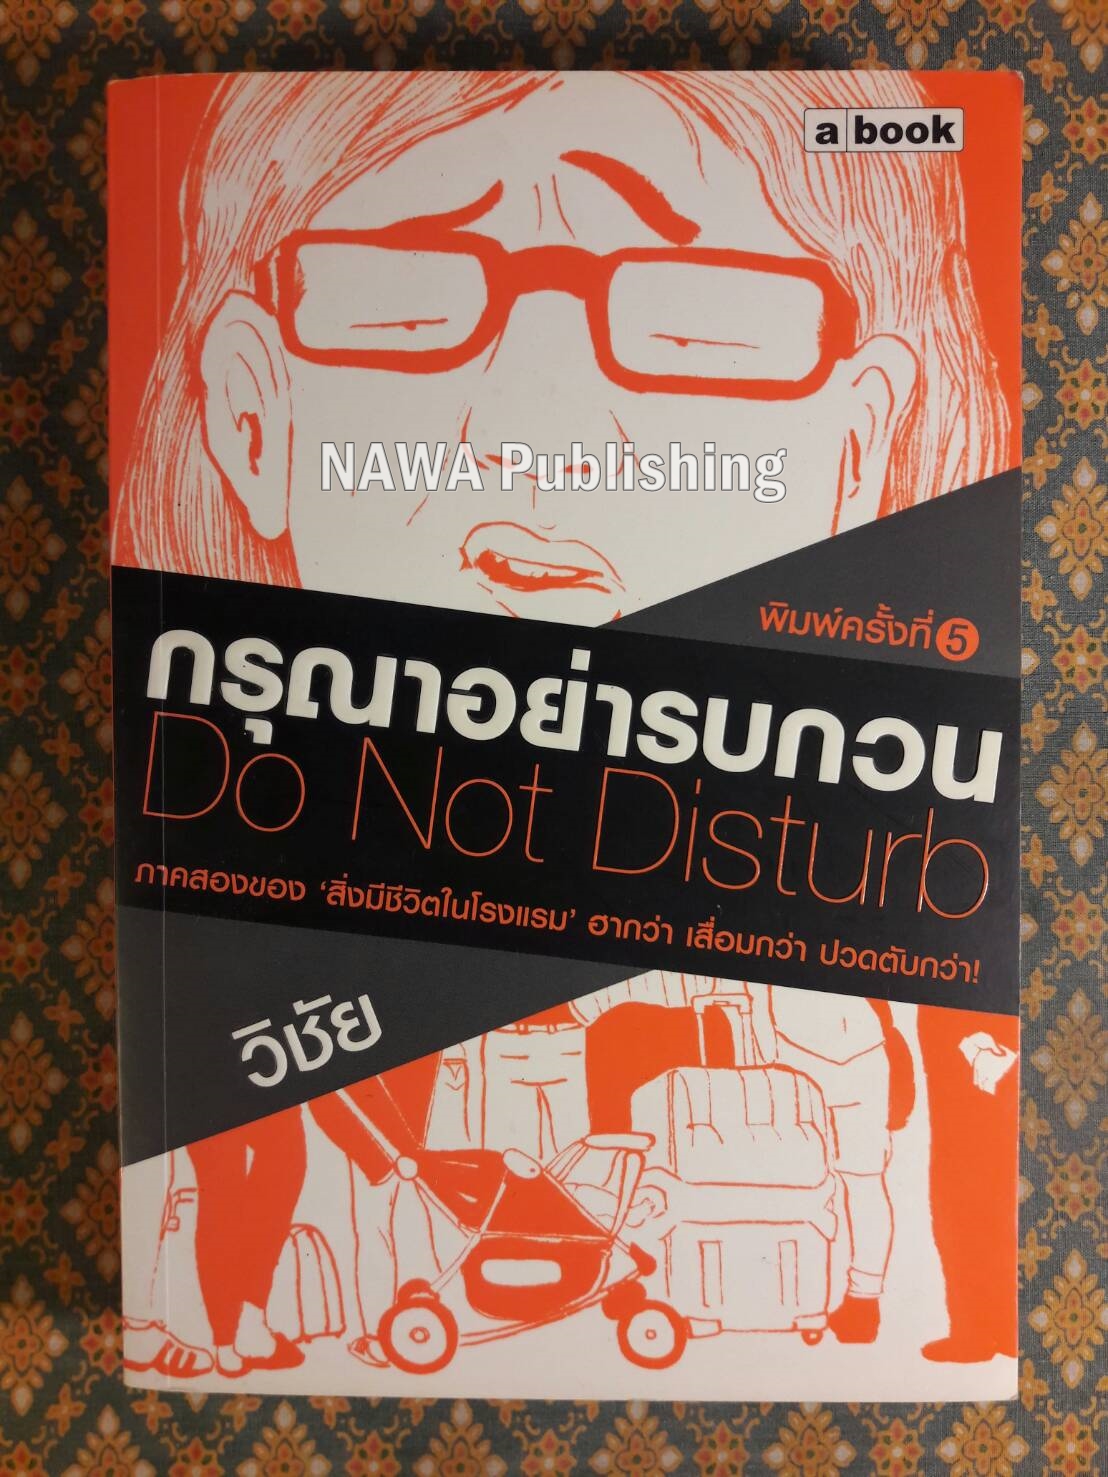 a book
NAWA Publishing
พิมพ์ครั้งที่ 5
กรุณาอย่ารบกวน
Do Not Disturb
ภาคสองของ ‘สิ่งมีชีวิตในโรงแรม’ ฮากว่า เสื่อมกว่า ปวดตับกว่า!
วิชัย